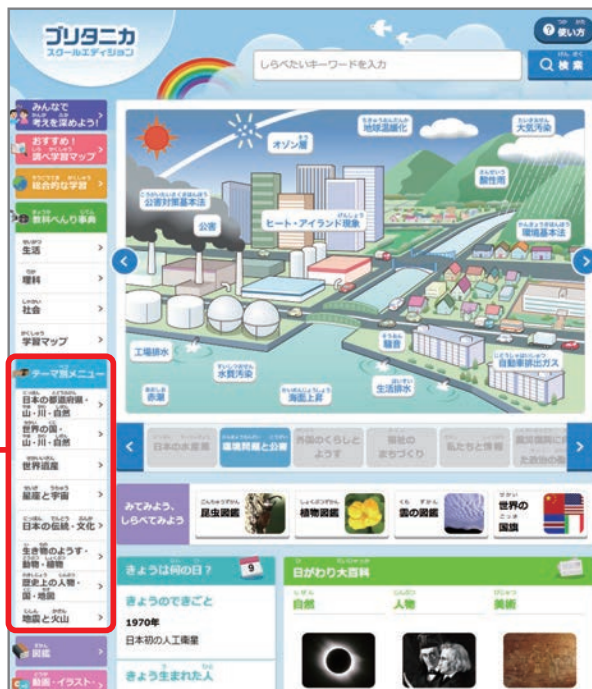 ブリタニカ
スクールエディション
? 使い方
しらべたいキーワードを入力
検索
みんなで
考えを深めよう!
おすすめ!
調べ学習マップ
総合的な学習
教科べんり事典
生活
理科
社会
学習マップ
テーマ別メニュー
日本の都道府県・
山・川・自然
世界の国・
山・川・自然
世界遺産
星座と宇宙
日本の伝統・文化
生き物のようす・
動物・植物
歴史上の人物・
国・地図
地震と火山
図鑑
動画・イラスト・
オゾン層
地球温暖化
大気汚染
酸性雨
公害対策基本法
公害
ヒート・アイランド現象
環境基本法
騒音
工場排水
水質汚染
自動車排出ガス
赤潮
海面上昇
生活排水
日本の水産業
環境問題と公害
外国のくらしと
ようす
福祉の
まちづくり
私たちと情報
みてみよう、
しらべてみよう
昆虫図鑑
植物図鑑
雲の図鑑
世界の
国旗
きょうは何の日?
9
きょうのできごと
1970年
日本初の人工衛星
きょう生まれた人
日がわり大百科
自然
人物
美術